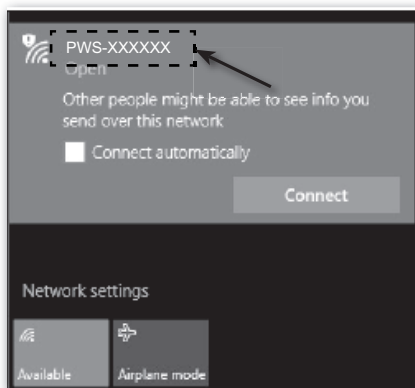 PWS-XXXXXX
Open
Other people might be able to see info you
send over this network
Connect automatically
Connect
Network settings
Available
Airplane mode